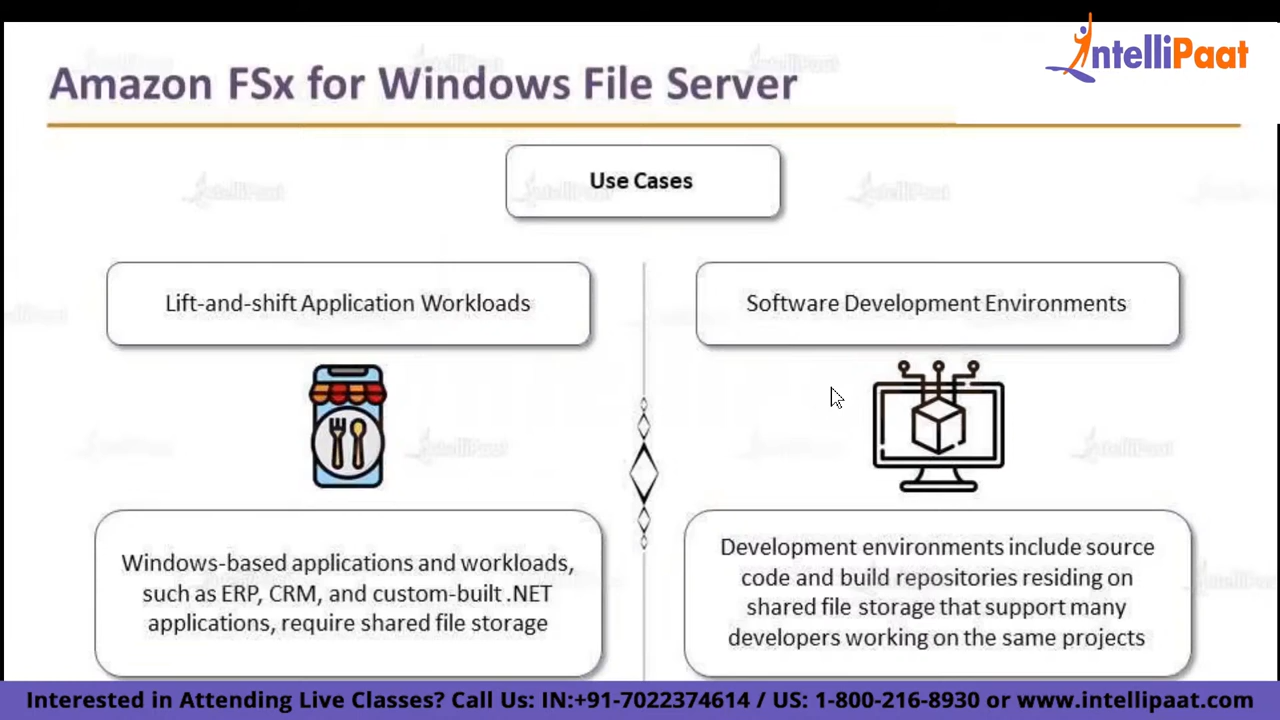 IntelliPaat
Amazon FSx for Windows File Server
Use Cases
Lift-and-shift Application Workloads
Windows-based applications and workloads,
such as ERP, CRM, and custom-built .NET
applications, require shared file storage
Software Development Environments
Development environments include source
code and build repositories residing on
shared file storage that support many
developers working on the same projects
Interested in Attending Live Classes? Call Us: IN:+91-7022374614 / US: 1-800-216-8930 or www.intellipaat.com